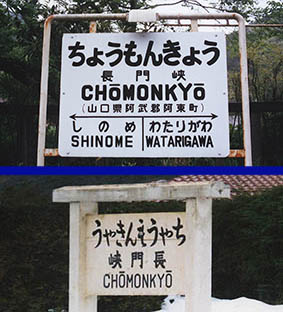 ちょうもんきょう
長門峡
CHŌMONKYŌ
(山口県阿武郡阿東町)
しのめ わたりがわ
SHINOME WATARIGAWA
ちやうもんきやう
長門峡
CHŌMONKYŌ